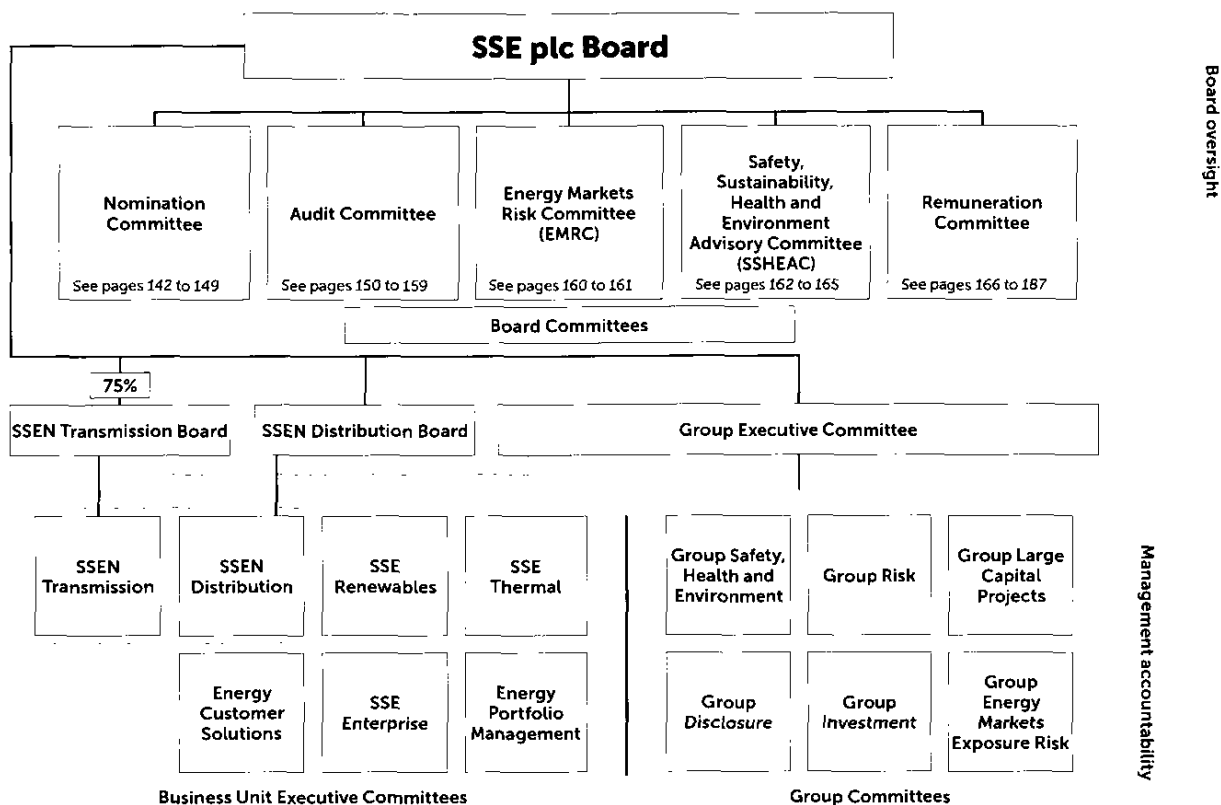 SSE plc Board
Board oversight
Nomination
Committee
See pages 142 to 149
Audit Committee
See pages 150 to 159
Energy Markets
Risk Committee
(EMRC)
See pages 160 to 161
Safety,
Sustainability,
Health and
Environment
Advisory Committee
(SSHEAC)
See pages 162 to 165
Remuneration
Committee
See pages 166 to 187
Board Committees
75%
SSEN Transmission Board
SSEN Distribution Board
Group Executive Committee
SSEN
Transmission
SSEN
Distribution
SSE
Renewables
SSE
Thermal
Energy
Customer
Solutions
SSE
Enterprise
Energy
Portfolio
Management
Business Unit Executive Committees
Group Safety,
Health and
Environment
Group Risk
Group Large
Capital
Projects
Group
Disclosure
Group
Investment
Group
Energy
Markets
Exposure Risk
Group Committees
Management accountability